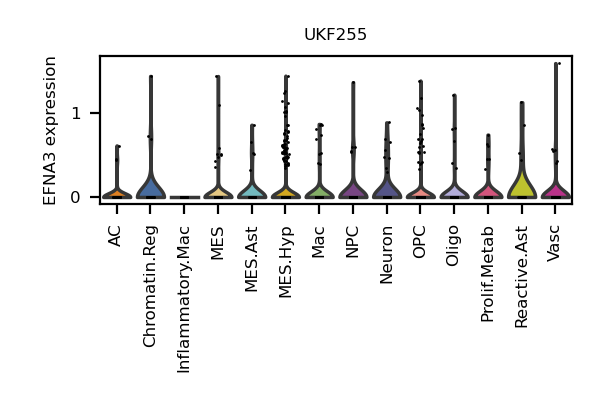 UKF255
EFNA3 expression
1
0
AC
Chromatin.Reg
Inflammatory.Mac
MES
MES.Ast
MES.Hyp
Mac
NPC
Neuron
OPC
Oligo
Prolif.Metab
Reactive.Ast
Vasc